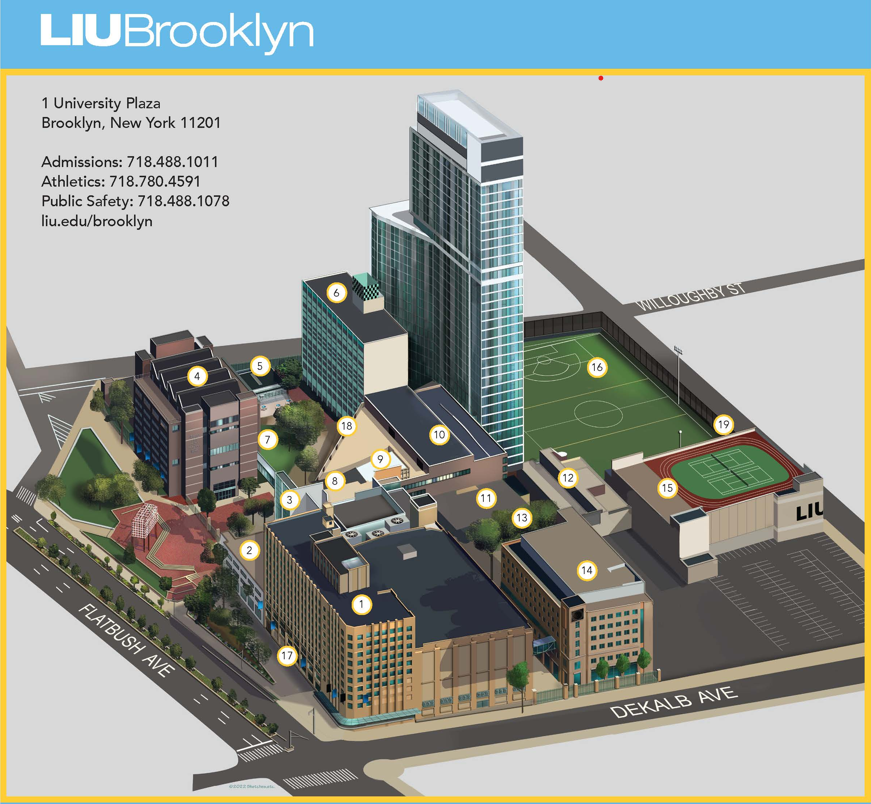 LIUBrooklyn
1 University Plaza
Brooklyn, New York 11201
Admissions: 718.488.1011
Athletics: 718.780.4591
Public Safety: 718.488.1078
liu.edu/brooklyn
WILLOUGHBY ST
6
16
5
4
18
19
7
10
9
8
12
15
3
11
LIU
13
2
14
1
17
FLATBUSH AVE
DEKALB AVE